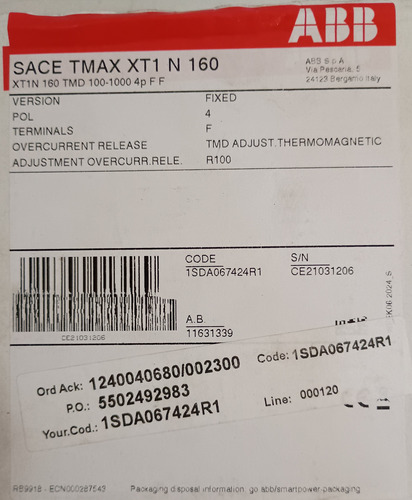 ABB
SACE TMAX XT1 N 160
XT1N 160 TMD 100-1000 4p F F
ABB S.p.A
Via Pescaria, 5
24123 Bergamo Italy
VERSION FIXED
POL 4
TERMINALS F
OVERCURRENT RELEASE TMD ADJUST.THERMOMAGNETIC
ADJUSTMENT OVERCURR.RELE. R100
CODE S/N
1SDA067424R1 CE21031206
A.B.
11631339
CE21031206
Ord Ack: 1240040680/002300 Code: 1SDA067424R1
P.O.: 5502492983
Your.Cod.: 1SDA067424R1 Line: 000120
RB9918 - ECN000387543 Packaging disposal information: go.abb/smartpower-packaging